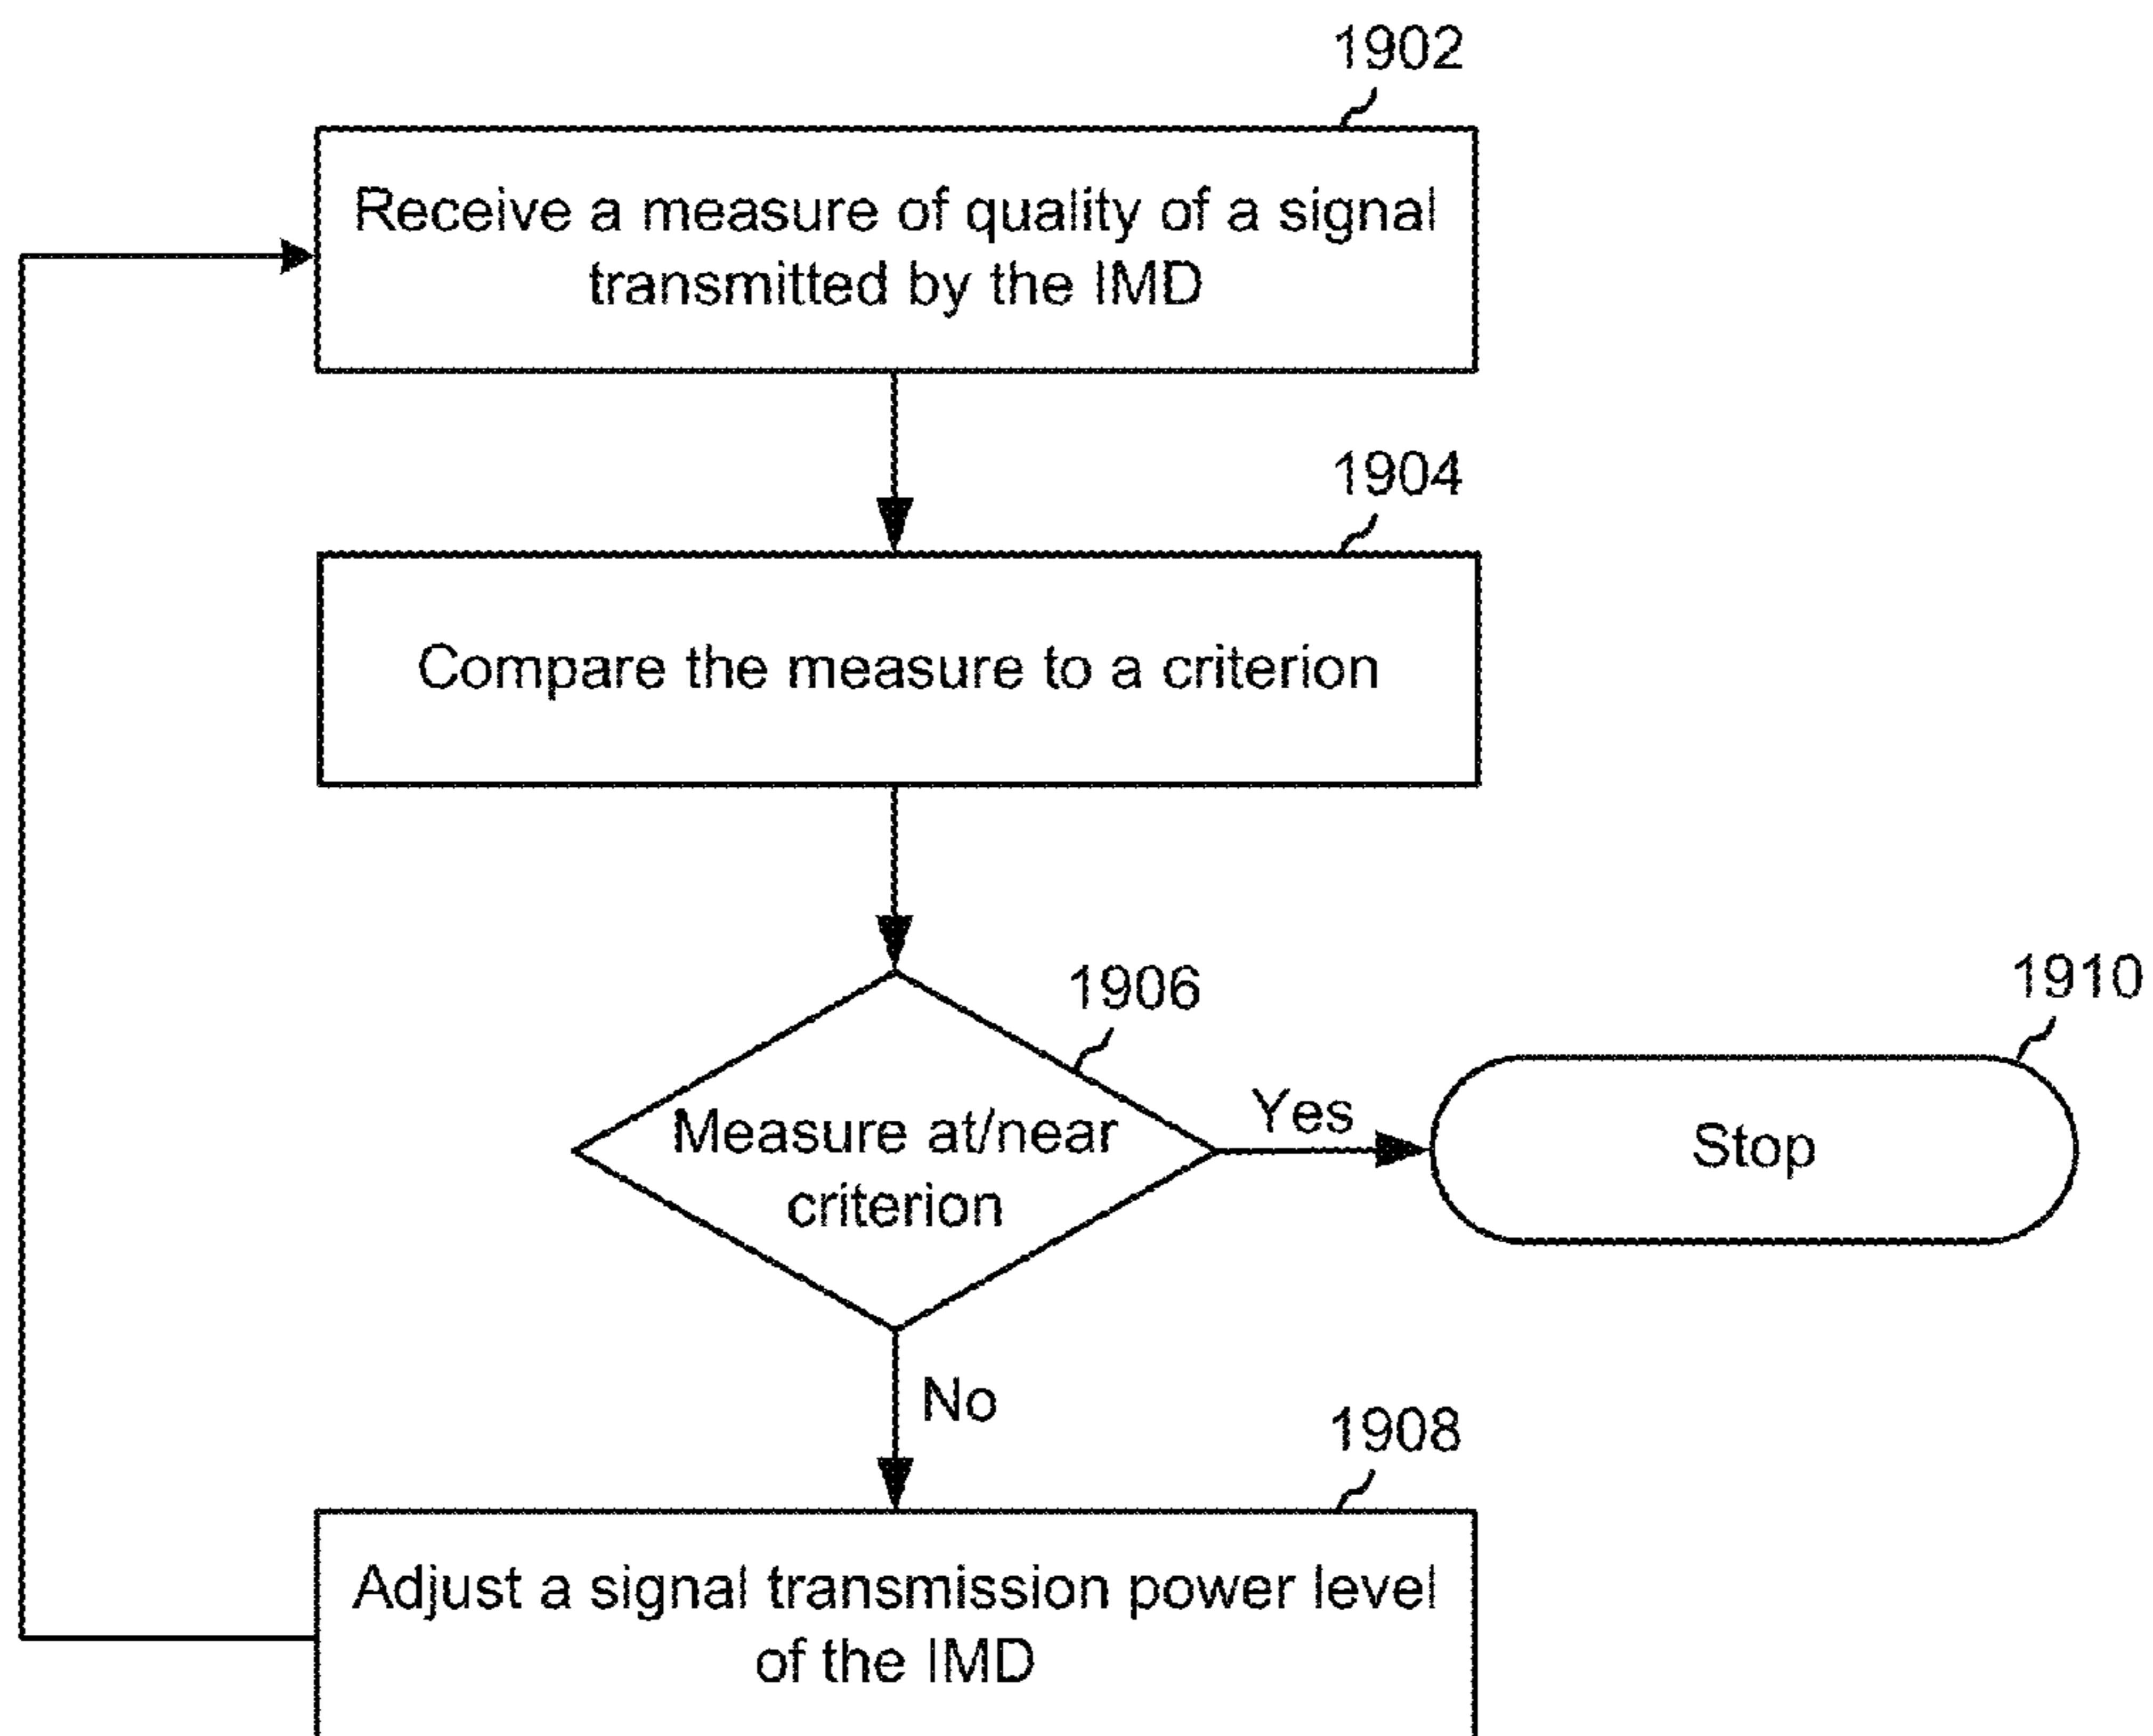 1902
Receive a measure of quality of a signal
transmitted by the IMD
1904
Compare the measure to a criterion
1906
Measure at/near
criterion
Yes
1910
Stop
No
1908
Adjust a signal transmission power level
of the IMD